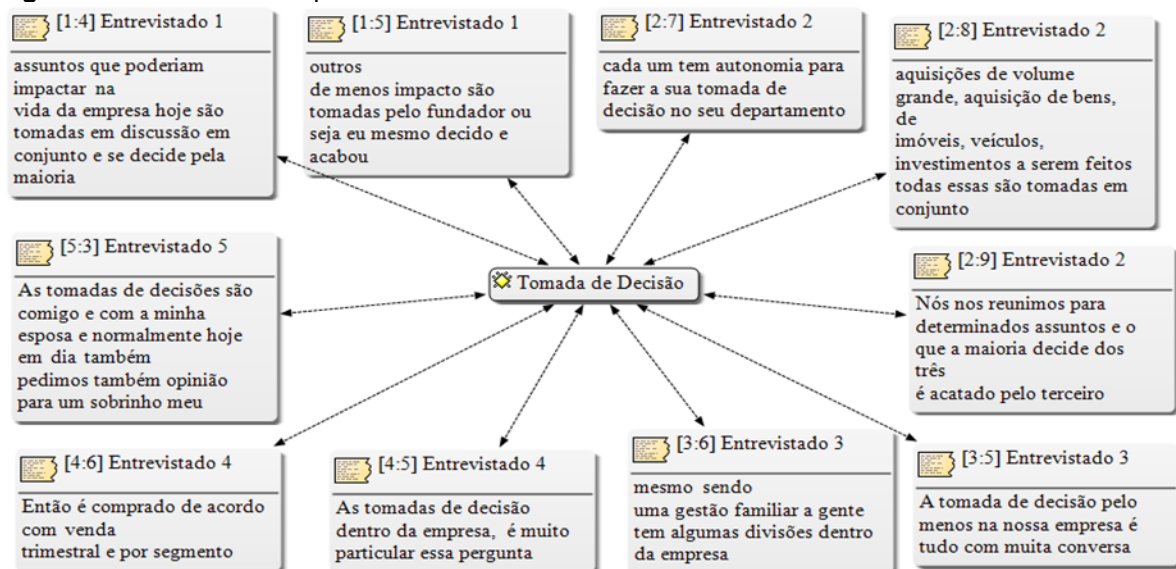 [1:4] Entrevistado 1
assuntos que poderiam
impactar na
vida da empresa hoje são
tomadas em discussão em
conjunto e se decide pela
maioria
[1:5] Entrevistado 1
outros
de menos impacto são
tomadas pelo fundador ou
seja eu mesmo decido e
acabou
[2:7] Entrevistado 2
cada um tem autonomia para
fazer a sua tomada de
decisão no seu departamento
[2:8] Entrevistado 2
aquisições de volume
grande, aquisição de bens,
de
imóveis, veículos,
investimentos a serem feitos
todas essas são tomadas em
conjunto
[5:3] Entrevistado 5
As tomadas de decisões são
comigo e com a minha
esposa e normalmente hoje
em dia também
pedimos também opinião
para um sobrinho meu
Tomada de Decisão
[2:9] Entrevistado 2
Nós nos reunimos para
determinados assuntos e o
que a maioria decide dos
três
é acatado pelo terceiro
[4:6] Entrevistado 4
Então é comprado de acordo
com venda
trimestral e por segmento
[4:5] Entrevistado 4
As tomadas de decisão
dentro da empresa, é muito
particular essa pergunta
[3:6] Entrevistado 3
mesmo sendo
uma gestão familiar a gente
tem algumas divisões dentro
da empresa
[3:5] Entrevistado 3
A tomada de decisão pelo
menos na nossa empresa é
tudo com muita conversa